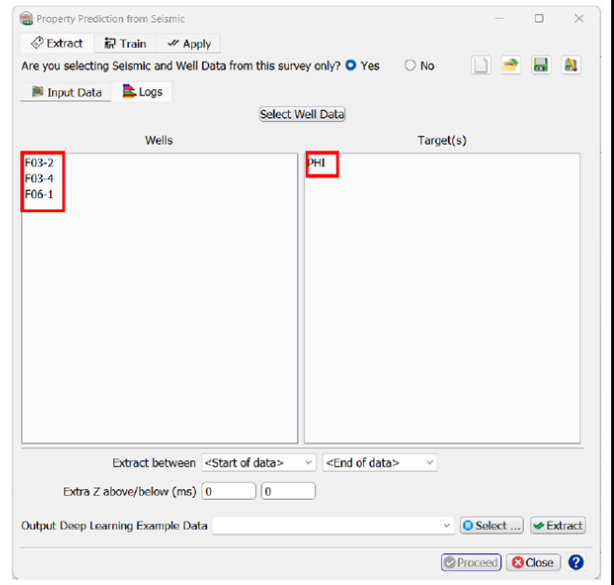 Property Prediction from Seismic
Extract Train Apply
Are you selecting Seismic and Well Data from this survey only? Yes No
Input Data Logs
Select Well Data
Wells Target(s)
F03-2 PHI
F03-4
F06-1
Extract between <Start of data> <End of data>
Extra Z above/below (ms) 0 0
Output Deep Learning Example Data Select ... Extract
Proceed Close ?